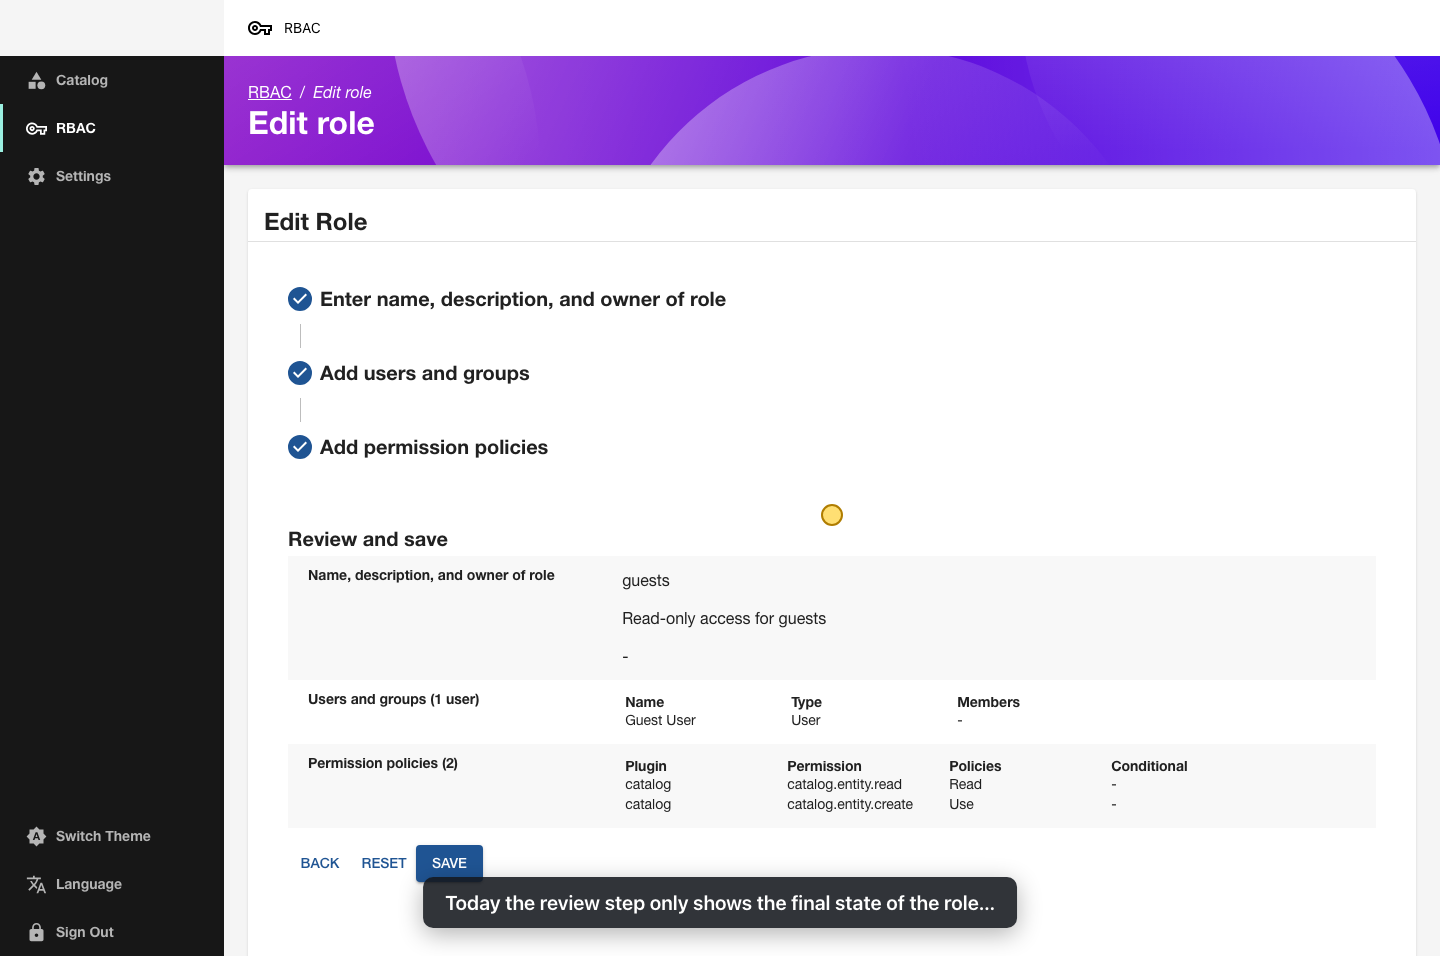 RBAC
Catalog
RBAC
Settings
Switch Theme
Language
Sign Out
RBAC / Edit role
Edit role
Edit Role
Enter name, description, and owner of role
Add users and groups
Add permission policies
Review and save
Name, description, and owner of role
guests
Read-only access for guests
-
Users and groups (1 user)
Name Type Members
Guest User User -
Permission policies (2)
Plugin Permission Policies Conditional
catalog catalog.entity.read Read -
catalog catalog.entity.create Use -
BACK RESET SAVE
Today the review step only shows the final state of the role...